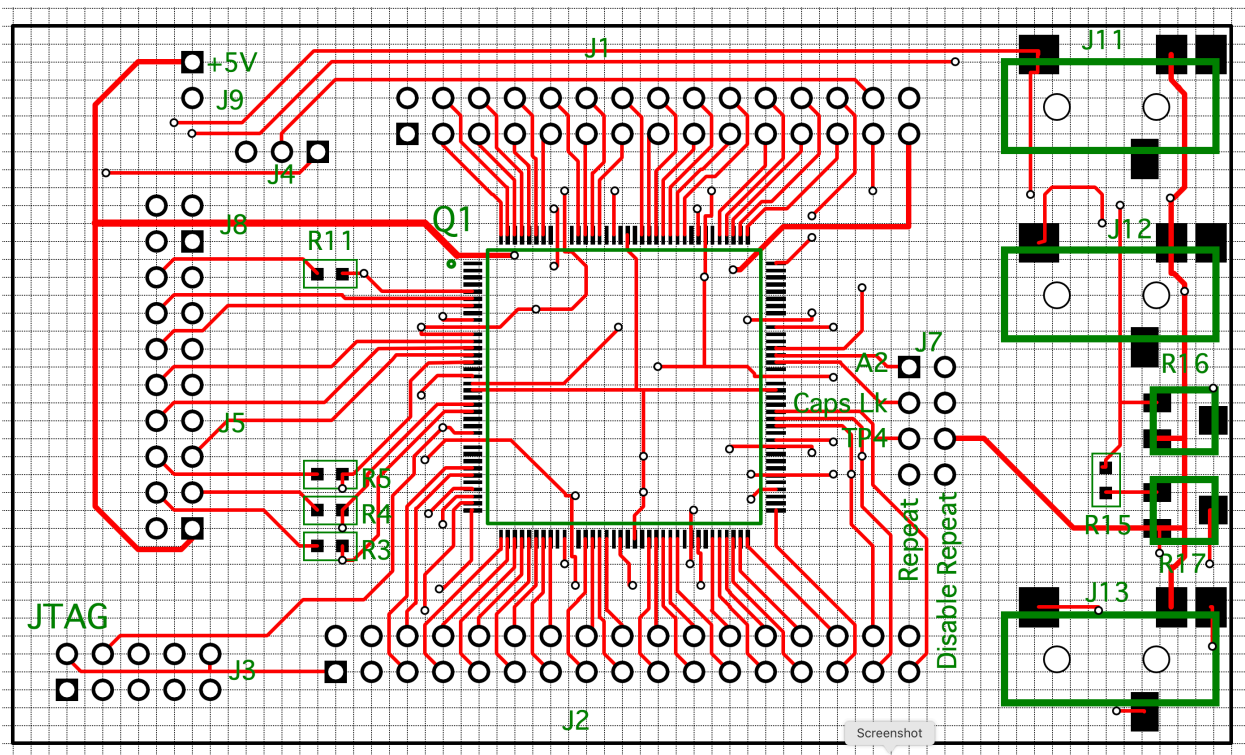 J1
J11
+5V
J9
J4
Q1
J8
R11
J12
J7
A2
R16
Caps Lk
J5
TP4
R5
R4
R15
R3
Repeat
Disable Repeat
R17
J13
JTAG
J3
J2
Screenshot